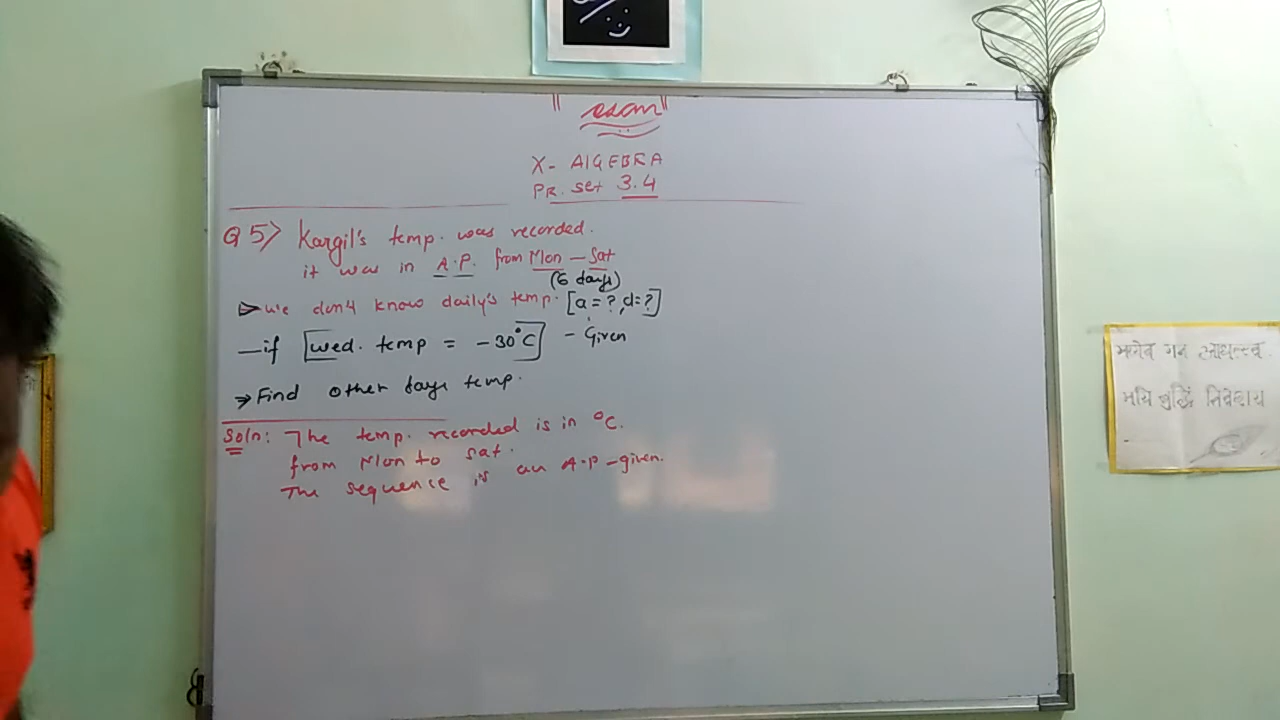 " exam "
X- ALGEBRA
PR. Set 3.4
Q 5> Kargil's temp. was recorded.
it was in A.P. from Mon - Sat
(6 days)
we don't know daily's temp. [a = ?, d = ?]
- if [wed. temp = -30°C] - Given
⇒ Find other days temp.
Soln: The temp. recorded is in °C.
from Mon to Sat.
The sequence is an A.P - given.
मयि बुद्धिं